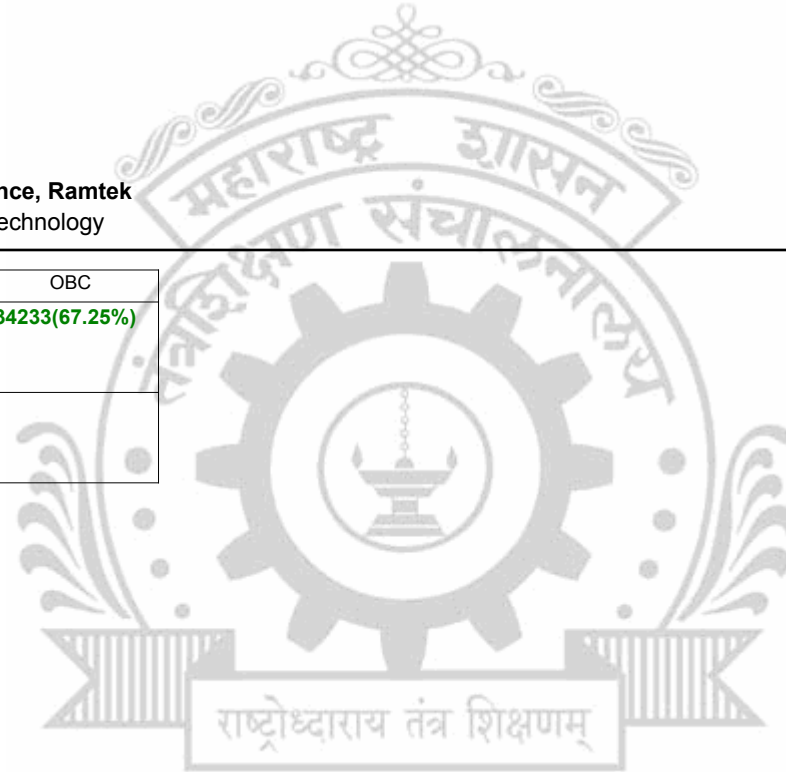 महाराष्ट्र शासन
तंत्रशिक्षण संचालनालय
nce, Ramtek
echnology
OBC
34233(67.25%)
राष्ट्रोध्दाराय तंत्र शिक्षणम्